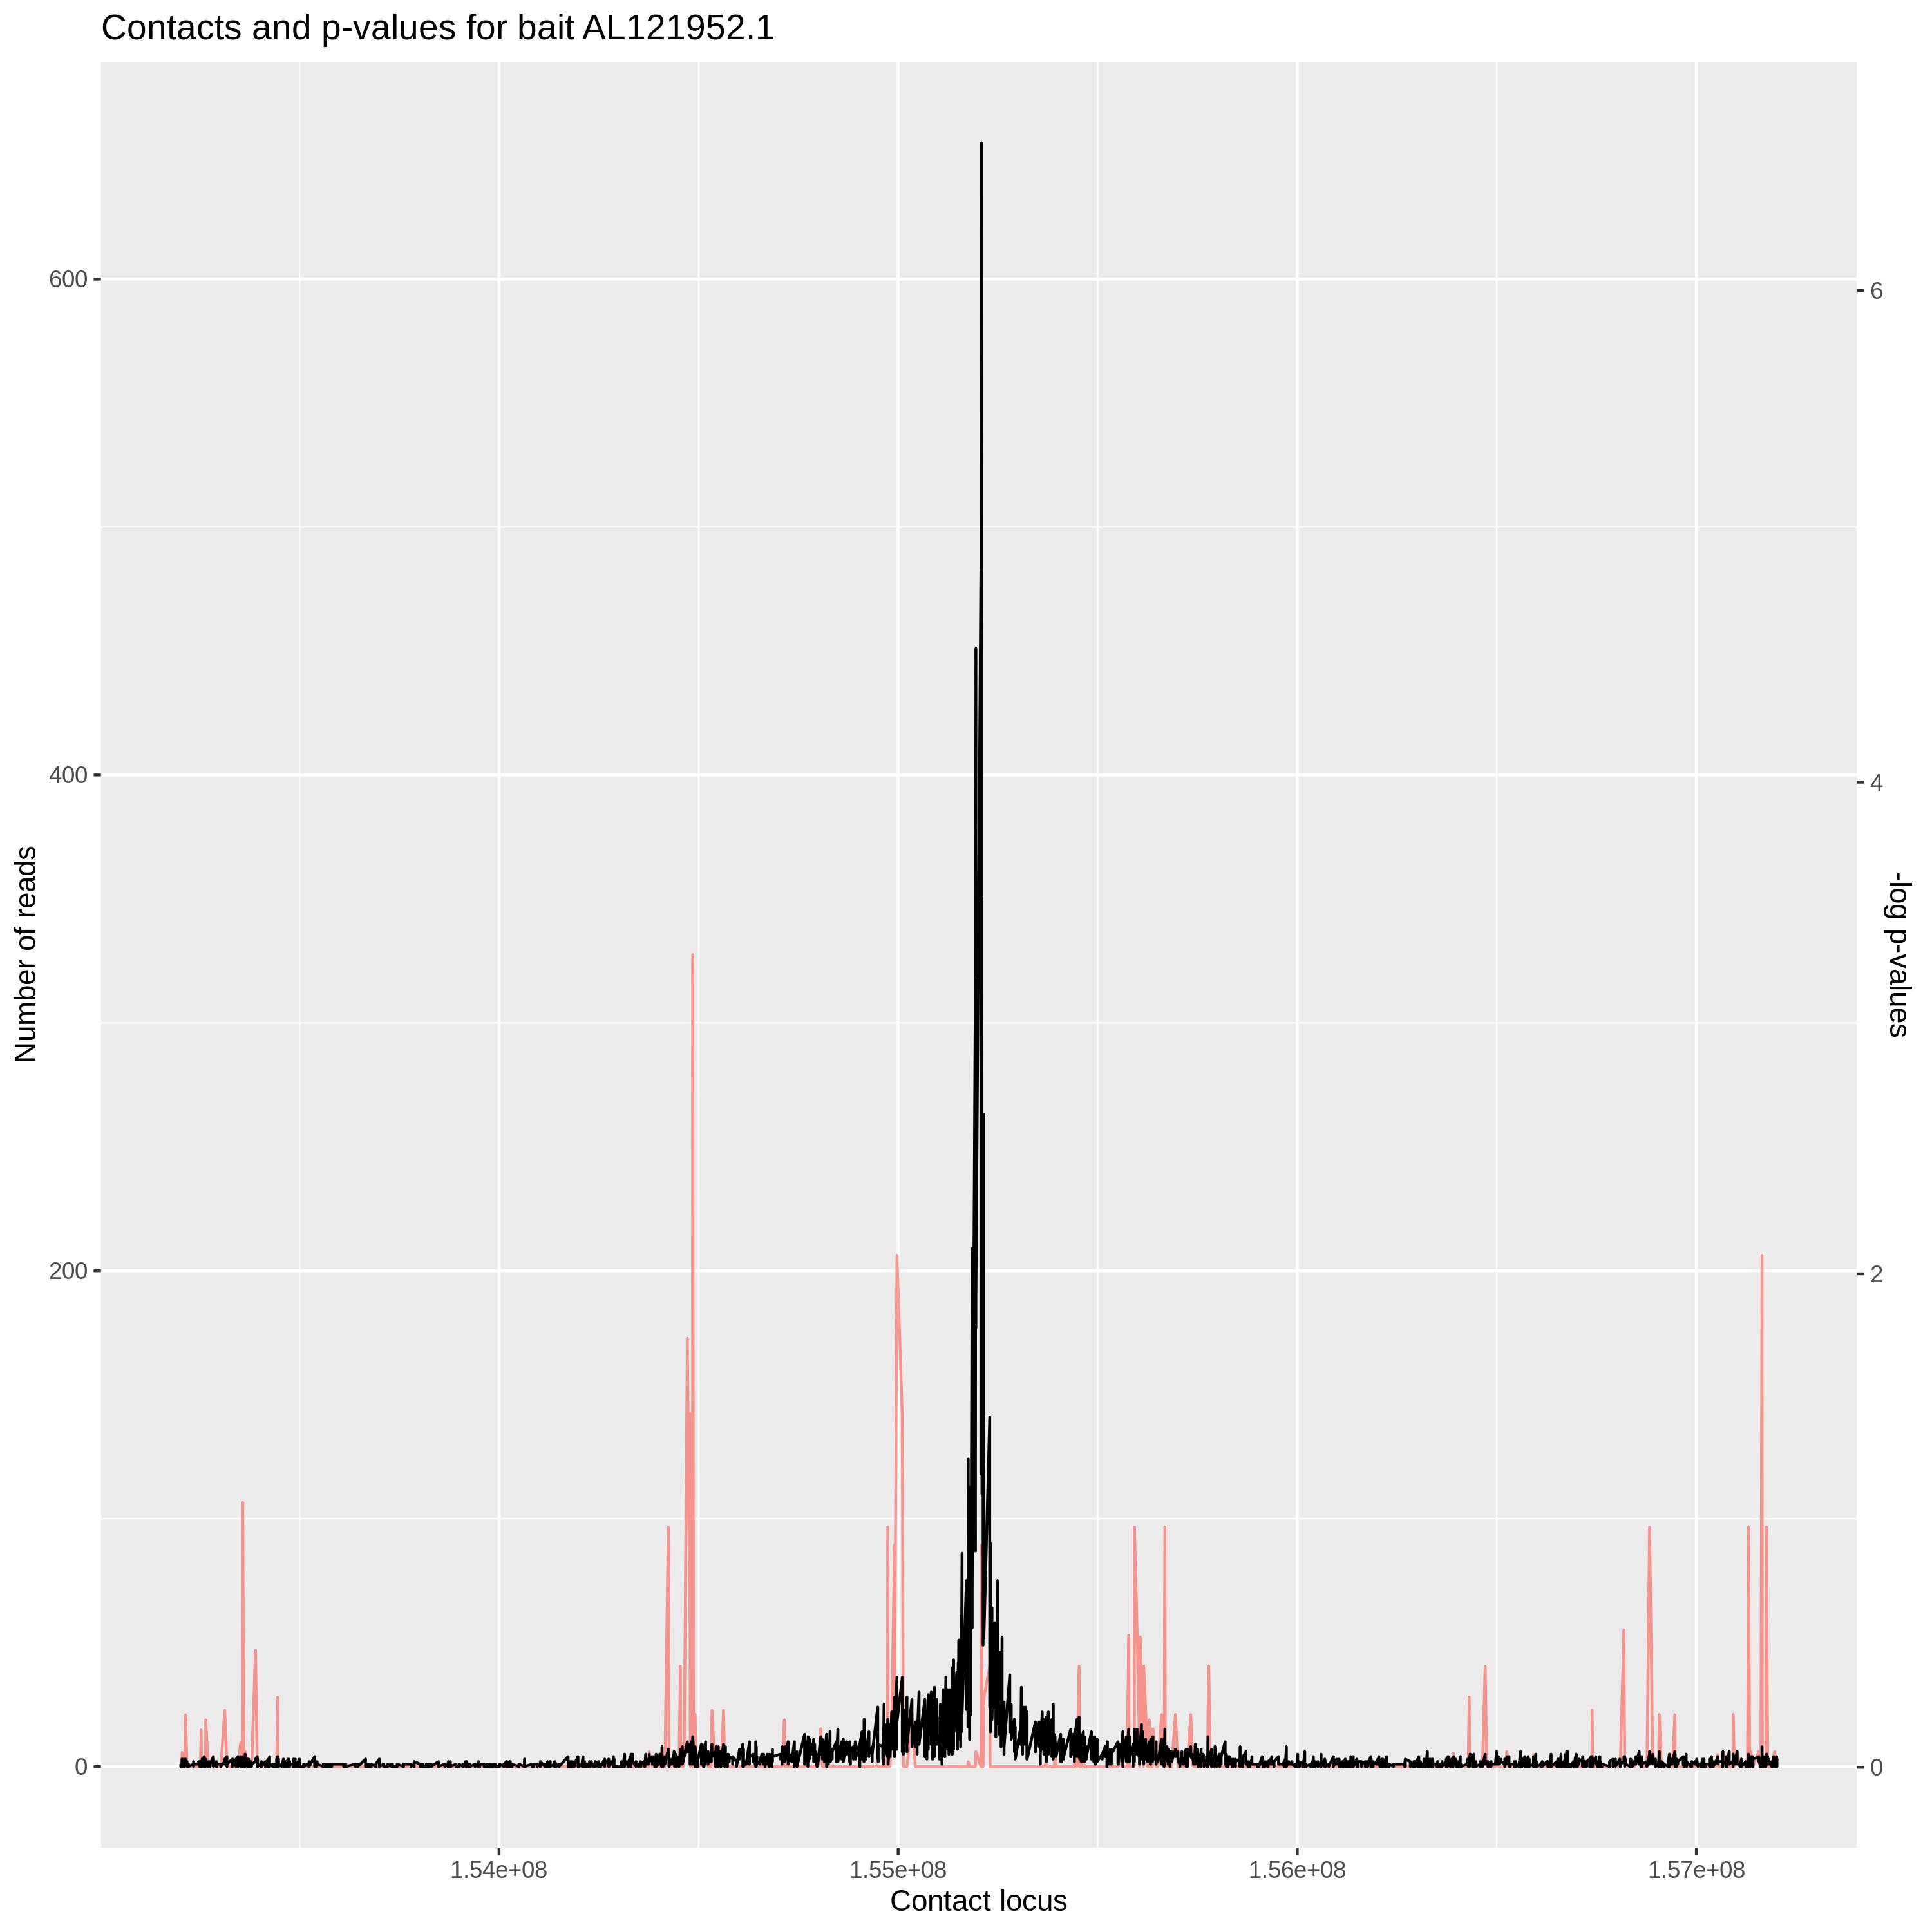 Contacts and p-values for bait AL121952.1
600
400
200
0
Number of reads
6
4
2
0
-log p-values
1.54e+08
1.55e+08
1.56e+08
1.57e+08
Contact locus